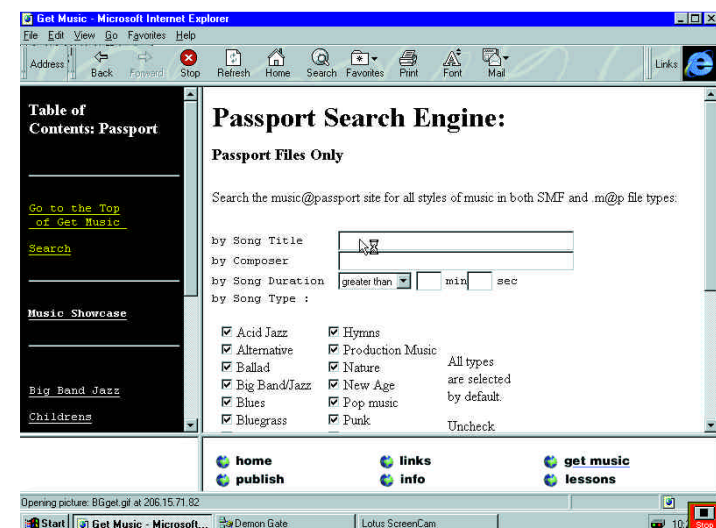 Get Music - Microsoft Internet Explorer
File Edit View Go Favorites Help
Address Back Forward Stop Refresh Home Search Favorites Print Font Mail Links
Table of
Contents: Passport
Go to the Top
of Get Music
Search
Music Showcase
Big Band Jazz
Childrens
Passport Search Engine:
Passport Files Only
Search the music@passport site for all styles of music in both SMF and .m@p file types:
by Song Title
by Composer
by Song Duration greater than min sec
by Song Type :
Acid Jazz Hymns
Alternative Production Music
Ballad Nature
Big Band/Jazz New Age
Blues Pop music
Bluegrass Punk
All types
are selected
by default.
Uncheck
home links get music
publish info lessons
Opening picture: BGget.gif at 206.15.71.82
Start Get Music - Microsoft... Demon Gate Lotus ScreenCam
Stop